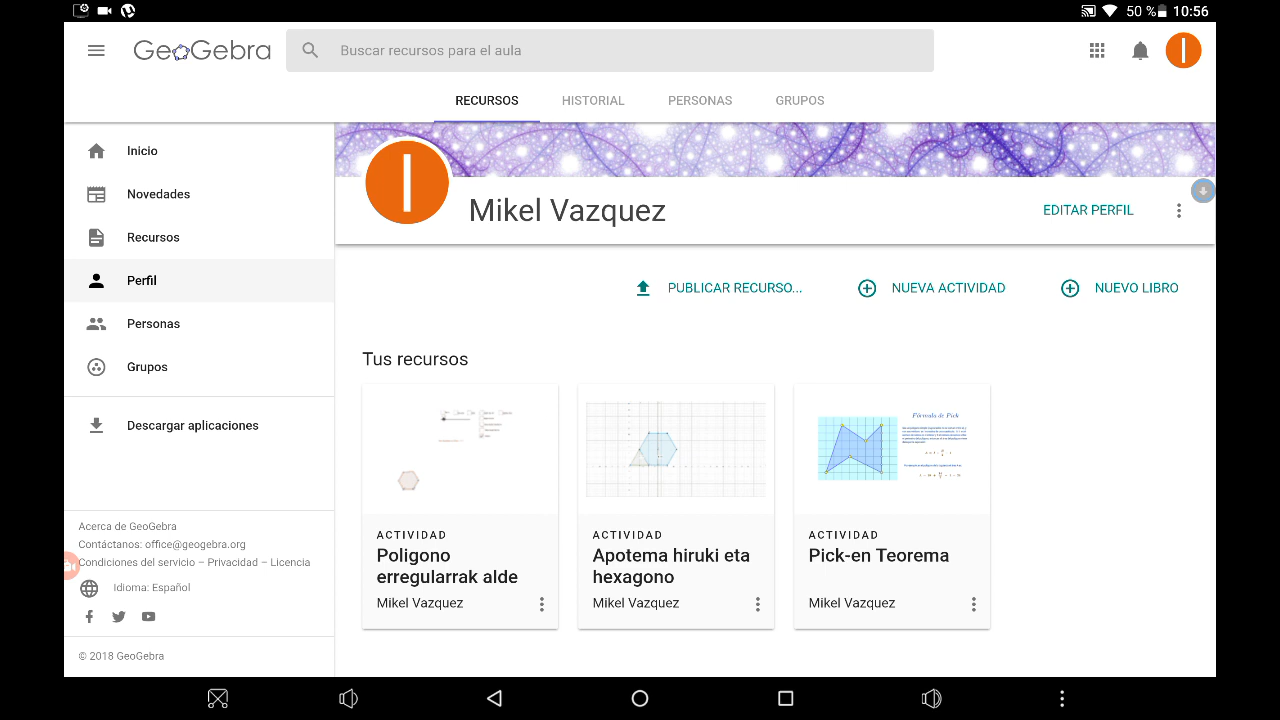 50 % 10:56
GeoGebra
Buscar recursos para el aula
RECURSOS HISTORIAL PERSONAS GRUPOS
Inicio
Novedades
Recursos
Perfil
Personas
Grupos
Descargar aplicaciones
Acerca de GeoGebra
Contáctanos: office@geogebra.org
Condiciones del servicio – Privacidad – Licencia
Idioma: Español
© 2018 GeoGebra
Mikel Vazquez
EDITAR PERFIL
PUBLICAR RECURSO... NUEVA ACTIVIDAD NUEVO LIBRO
Tus recursos
ACTIVIDAD
Poligono
erregularrak alde
Mikel Vazquez
ACTIVIDAD
Apotema hiruki eta
hexagono
Mikel Vazquez
Fórmula de Pick
ACTIVIDAD
Pick-en Teorema
Mikel Vazquez